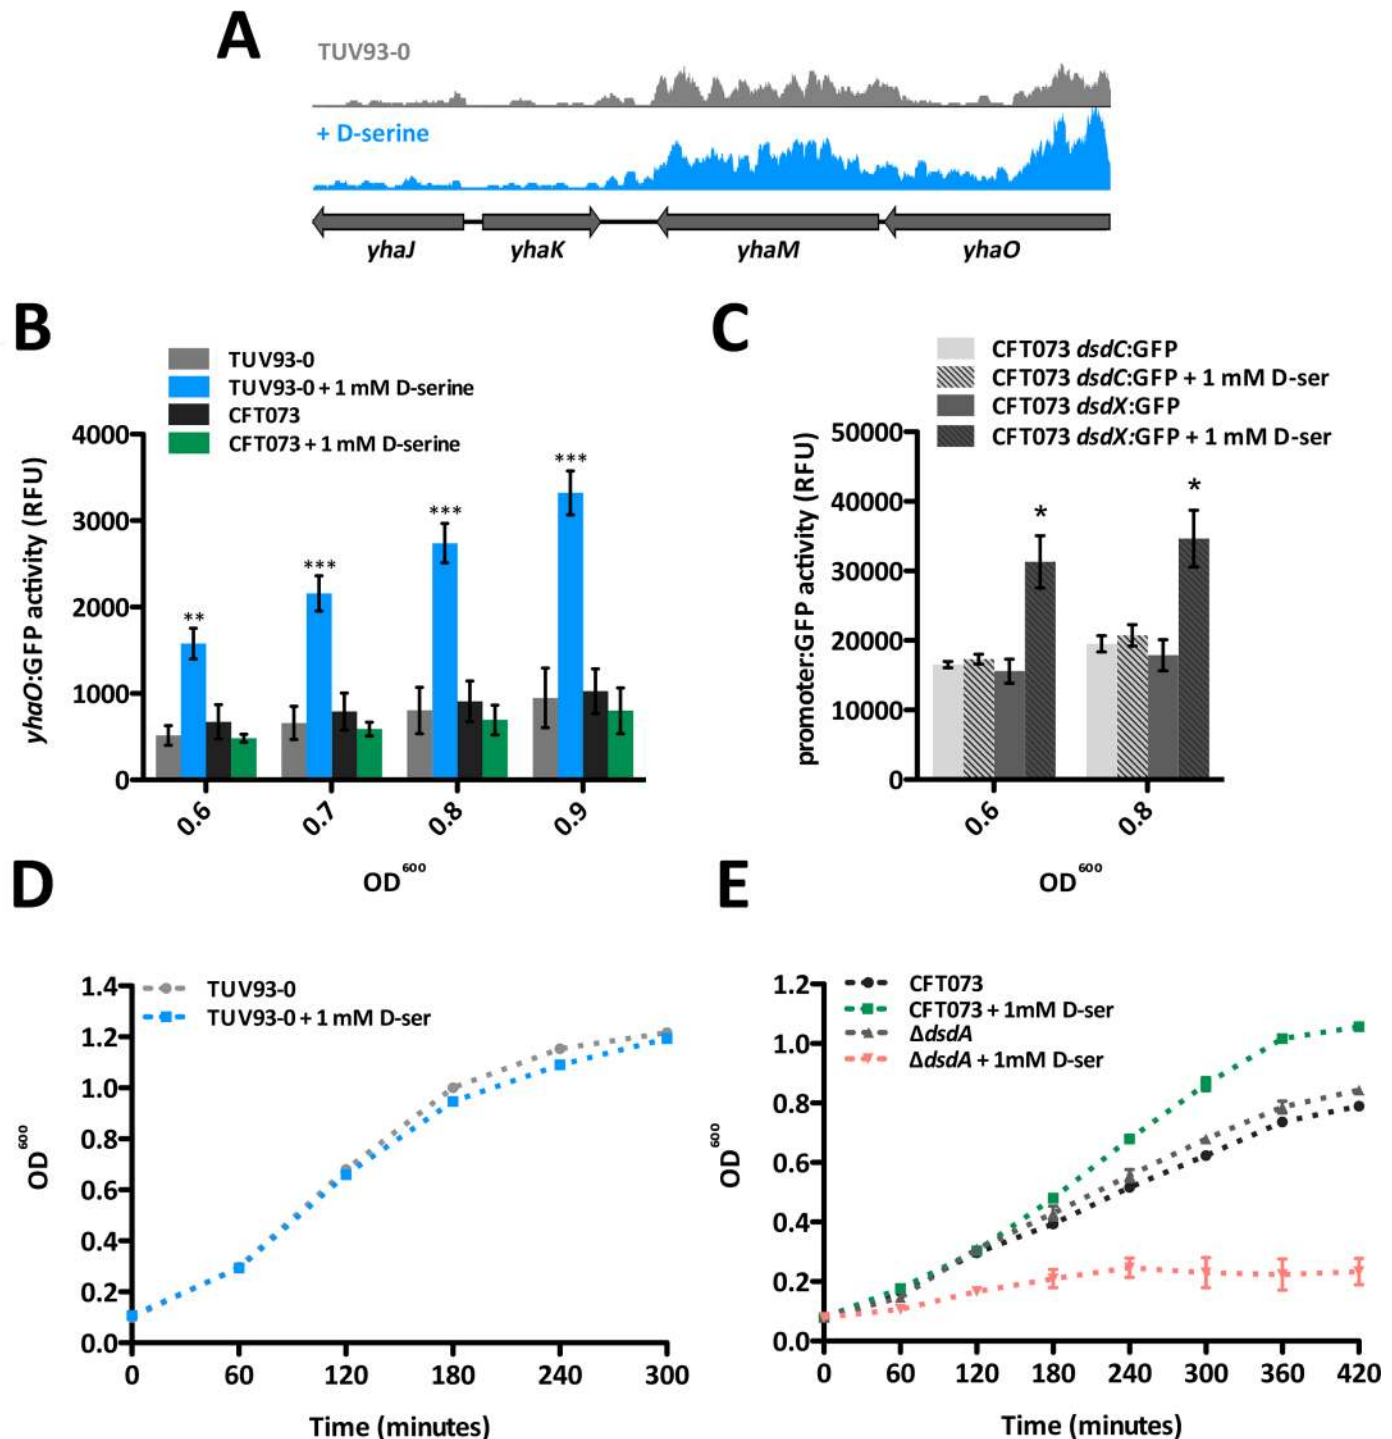 A
TUV93-0
+ D-serine
yhaJ yhaK yhaM yhaO
B
TUV93-0
TUV93-0 + 1 mM D-serine
CFT073
CFT073 + 1 mM D-serine
yhaO:GFP activity (RFU)
4000
3000
2000
1000
0
**
***
***
***
0.6 0.7 0.8 0.9
OD600
C
CFT073 dsdC:GFP
CFT073 dsdC:GFP + 1 mM D-ser
CFT073 dsdX:GFP
CFT073 dsdX:GFP + 1 mM D-ser
promoter:GFP activity (RFU)
50000
40000
30000
20000
10000
0
*
*
0.6 0.8
OD600
D
TUV93-0
TUV93-0 + 1 mM D-ser
OD600
1.4
1.2
1.0
0.8
0.6
0.4
0.2
0.0
0 60 120 180 240 300
Time (minutes)
E
CFT073
CFT073 + 1mM D-ser
ΔdsdA
ΔdsdA + 1mM D-ser
OD600
1.2
1.0
0.8
0.6
0.4
0.2
0.0
0 60 120 180 240 300 360 420
Time (minutes)